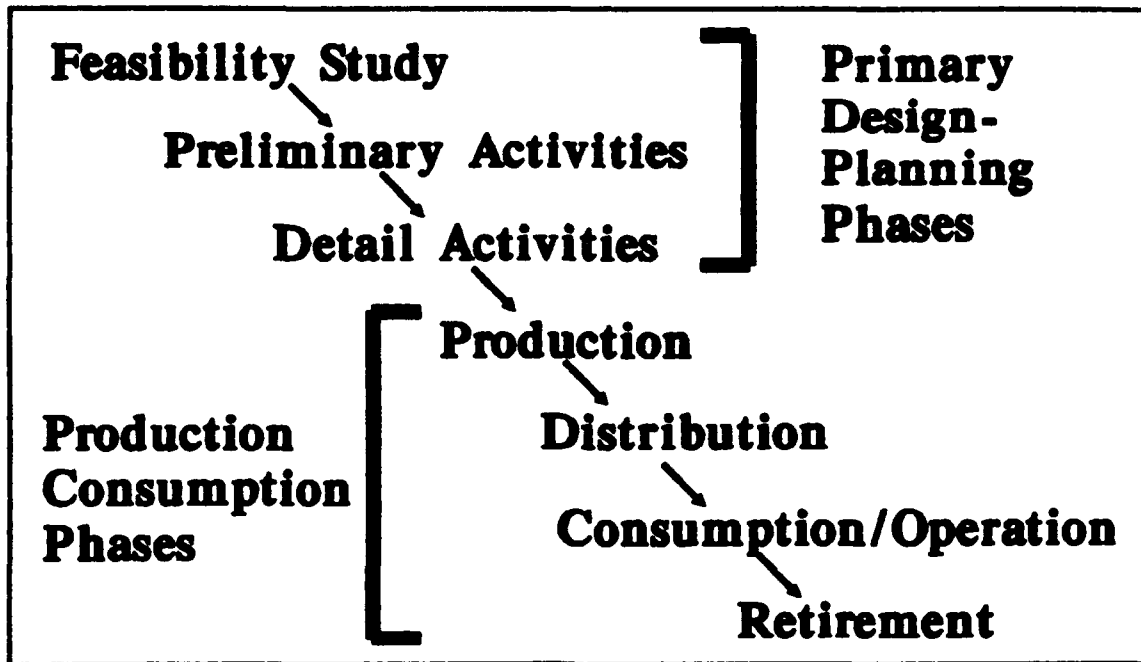 Feasibility Study
Preliminary Activities
Detail Activities
Primary
Design-
Planning
Phases
Production
Distribution
Consumption/Operation
Retirement
Production
Consumption
Phases